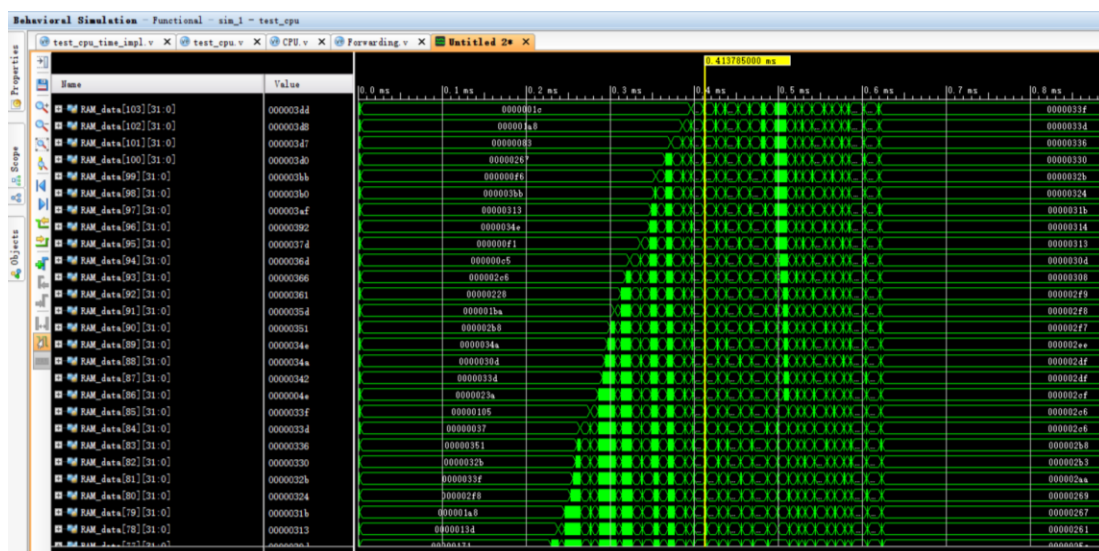 Behavioral Simulation - Functional - sim_1 - test_cpu
test_cpu_time_impl.v × test_cpu.v × CPU.v × Forwarding.v × Untitled 2* ×
Properties
Scope
Objects
0.413785000 ms
Name Value 0.0 ms 0.1 ms 0.2 ms 0.3 ms 0.4 ms 0.5 ms 0.6 ms 0.7 ms 0.8 ms
RAM_data[103][31:0] 000003dd 0000001c 0000033f
RAM_data[102][31:0] 000003d8 000001a8 0000033d
RAM_data[101][31:0] 000003d7 00000083 00000336
RAM_data[100][31:0] 000003d0 00000267 00000330
RAM_data[99][31:0] 000003bb 000000f6 0000032b
RAM_data[98][31:0] 000003b0 000003bb 00000324
RAM_data[97][31:0] 000003af 00000313 0000031b
RAM_data[96][31:0] 00000392 0000034e 00000314
RAM_data[95][31:0] 0000037d 000000f1 00000313
RAM_data[94][31:0] 0000036d 000000c5 0000030d
RAM_data[93][31:0] 00000366 000002c6 00000308
RAM_data[92][31:0] 00000361 00000228 000002f9
RAM_data[91][31:0] 0000035d 000001ba 000002f8
RAM_data[90][31:0] 00000351 000002b8 000002f7
RAM_data[89][31:0] 0000034e 0000034a 000002ee
RAM_data[88][31:0] 0000034a 0000030d 000002df
RAM_data[87][31:0] 00000342 0000033d 000002df
RAM_data[86][31:0] 0000004e 0000023a 000002cf
RAM_data[85][31:0] 0000033f 00000105 000002c6
RAM_data[84][31:0] 0000033d 00000037 000002c6
RAM_data[83][31:0] 00000336 00000351 000002b8
RAM_data[82][31:0] 00000330 0000032b 000002b3
RAM_data[81][31:0] 0000032b 0000033f 000002aa
RAM_data[80][31:0] 00000324 000002f8 00000269
RAM_data[79][31:0] 0000031b 000001a8 00000267
RAM_data[78][31:0] 00000313 0000013d 00000261